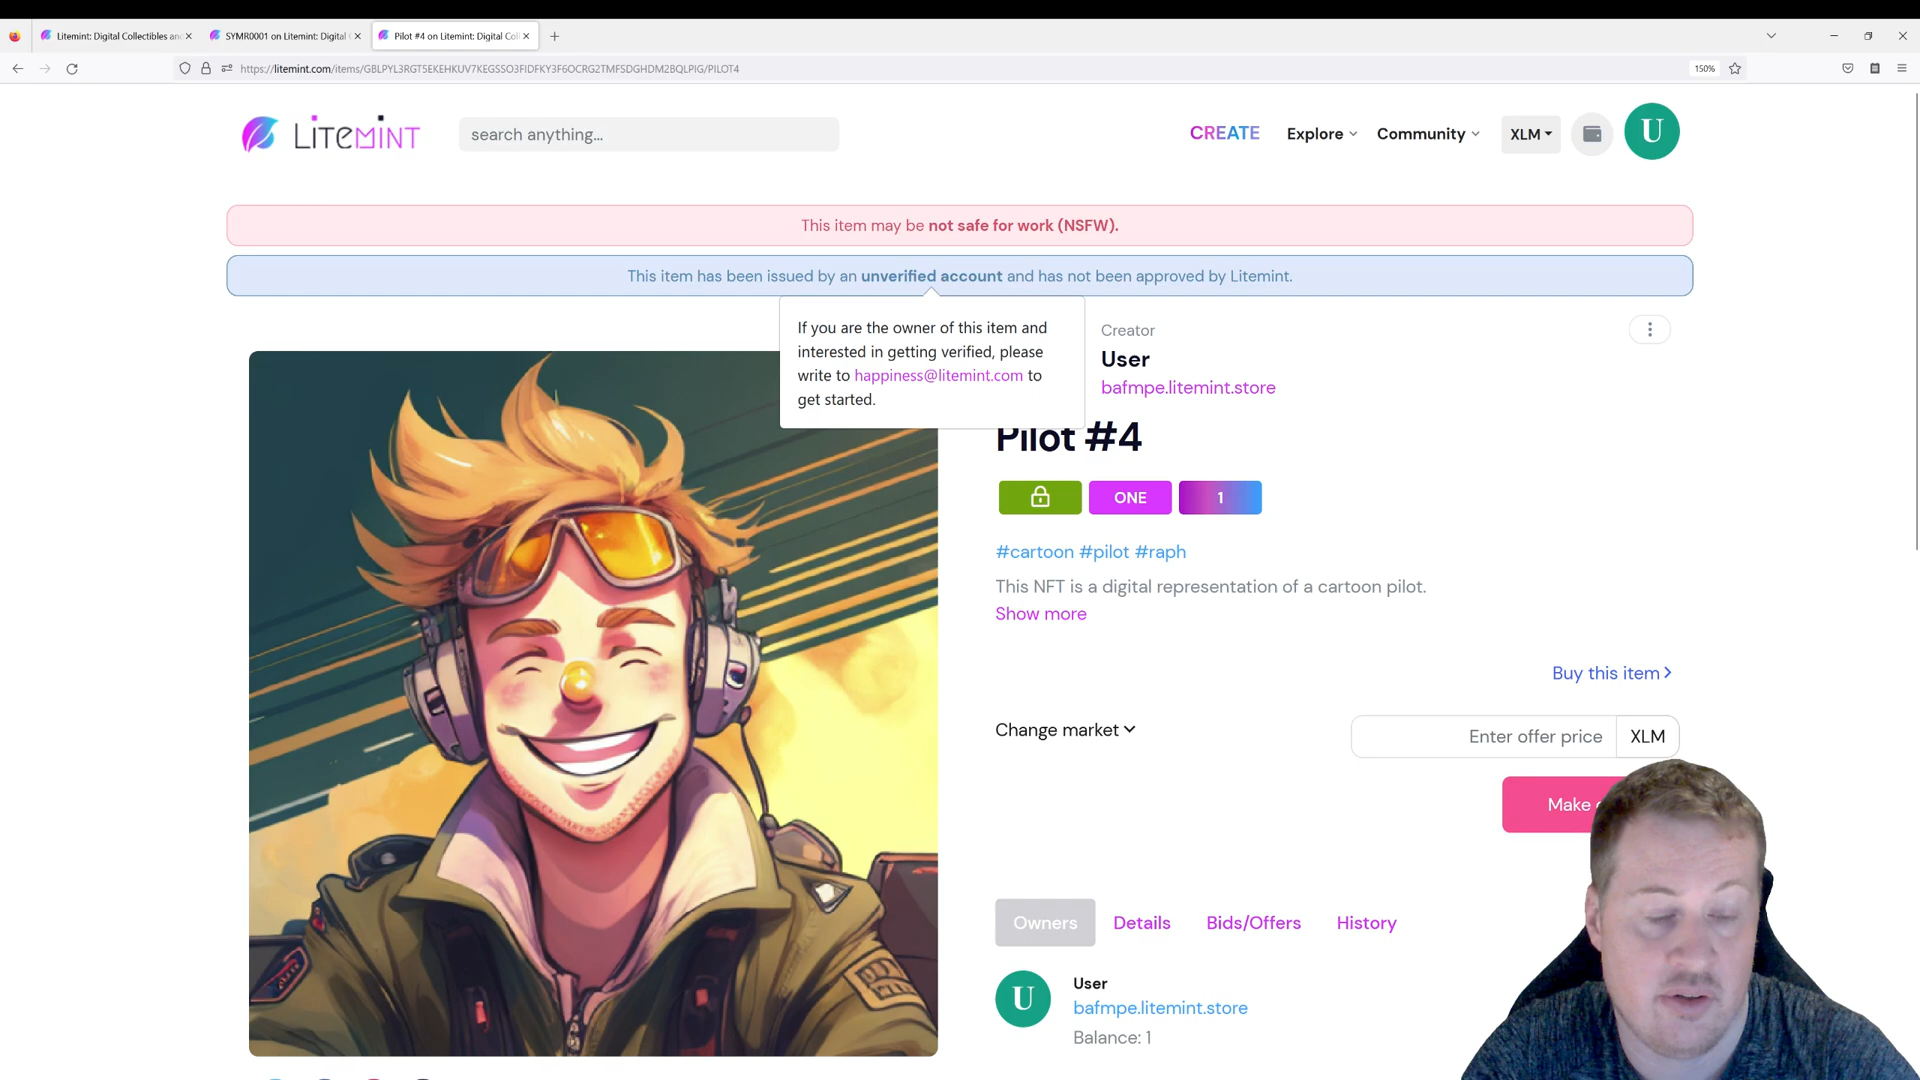 Litemint: Digital Collectibles an
SYMR0001 on Litemint: Digital C
Pilot #4 on Litemint: Digital Col
https://litemint.com/items/GBLPYL3RGT5EKEHKUV7KEGSSO3FIDFKY3F6OCRG2TMFSDGHDM2BQLPIG/PILOT4
150%
LITEMINT
search anything...
CREATE
Explore
Community
XLM
U
This item may be not safe for work (NSFW).
This item has been issued by an unverified account and has not been approved by Litemint.
If you are the owner of this item and
interested in getting verified, please
write to happiness@litemint.com to
get started.
Creator
User
bafmpe.litemint.store
Pilot #4
ONE
1
#cartoon #pilot #raph
This NFT is a digital representation of a cartoon pilot.
Show more
Buy this item
Change market
Enter offer price
XLM
Make
Owners
Details
Bids/Offers
History
U
User
bafmpe.litemint.store
Balance: 1